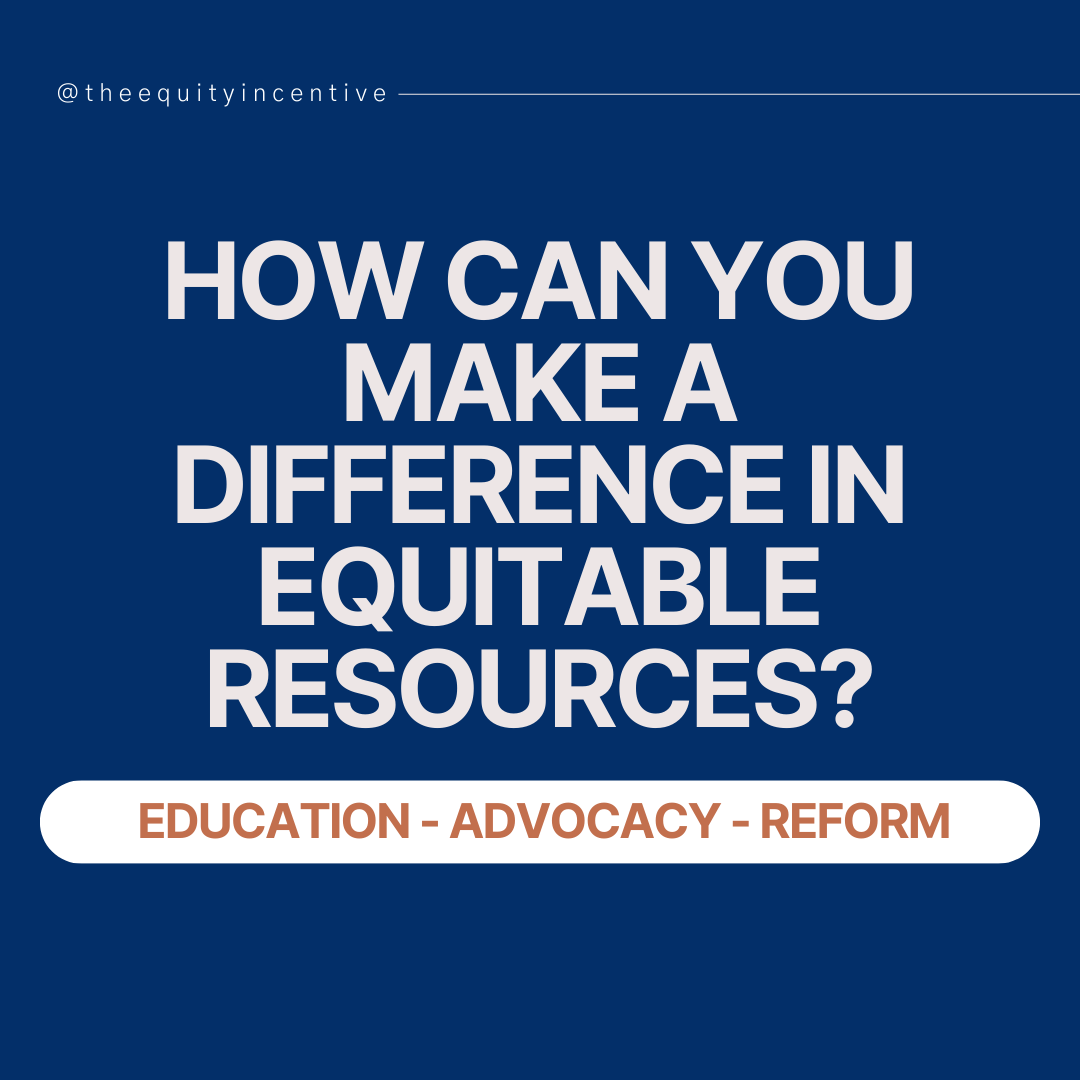 @theequityincentive
HOW CAN YOU
MAKE A
DIFFERENCE IN
EQUITABLE
RESOURCES?
EDUCATION - ADVOCACY - REFORM